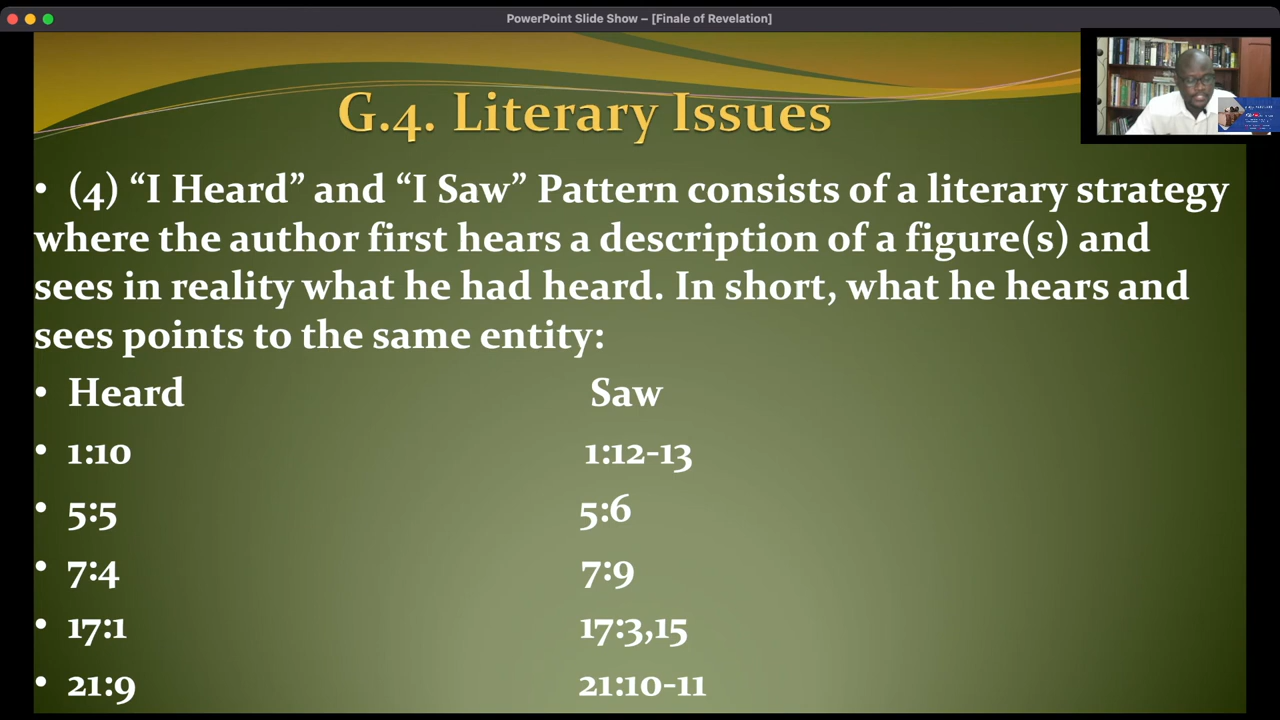 PowerPoint Slide Show – [Finale of Revelation]
G.4. Literary Issues
• (4) “I Heard” and “I Saw” Pattern consists of a literary strategy
where the author first hears a description of a figure(s) and
sees in reality what he had heard. In short, what he hears and
sees points to the same entity:
• Heard Saw
• 1:10 1:12-13
• 5:5 5:6
• 7:4 7:9
• 17:1 17:3,15
• 21:9 21:10-11